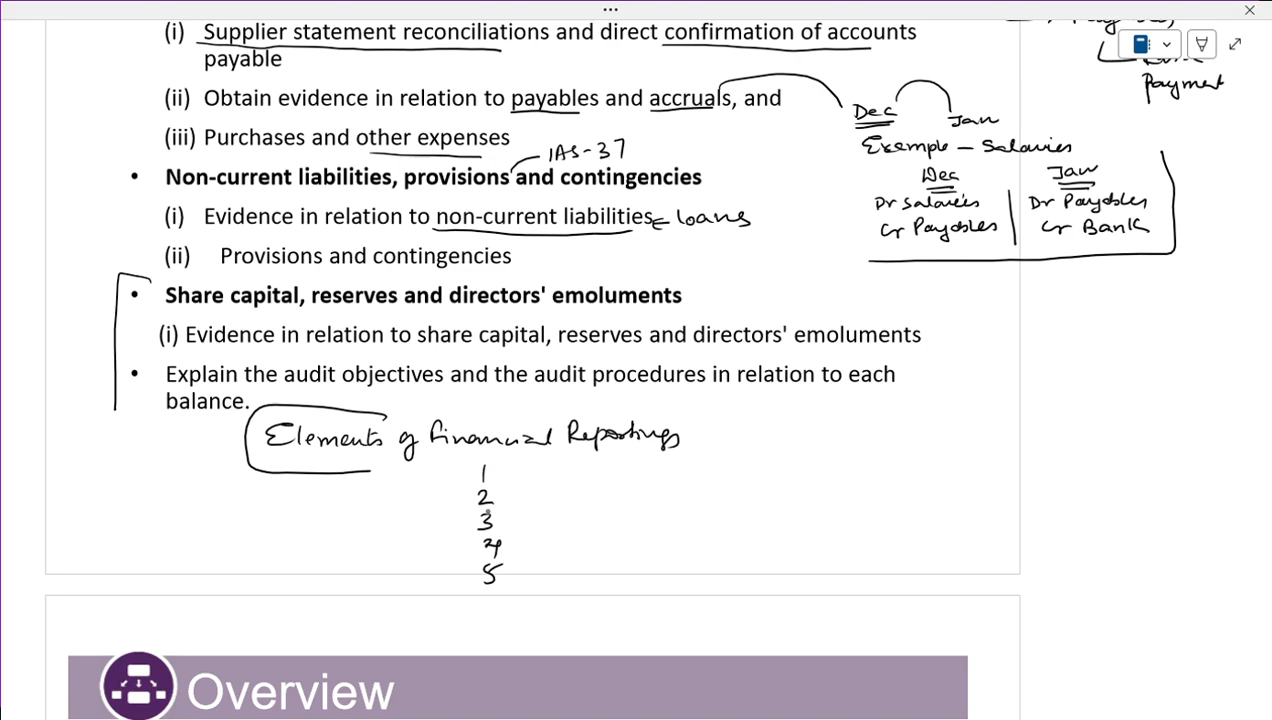 (i) Supplier statement reconciliations and direct confirmation of accounts
payable
Payment
(ii) Obtain evidence in relation to payables and accruals, and
Dec
Jan
(iii) Purchases and other expenses
IAS-37
Example - Salaries
• Non-current liabilities, provisions and contingencies
Dec
Dr Salaries
Cr Payables
Jan
Dr Payables
Cr Bank
(i) Evidence in relation to non-current liabilities loans
(ii) Provisions and contingencies
• Share capital, reserves and directors' emoluments
(i) Evidence in relation to share capital, reserves and directors' emoluments
• Explain the audit objectives and the audit procedures in relation to each
balance.
Elements of Financial Reportings
1
2
3
4
5
Overview